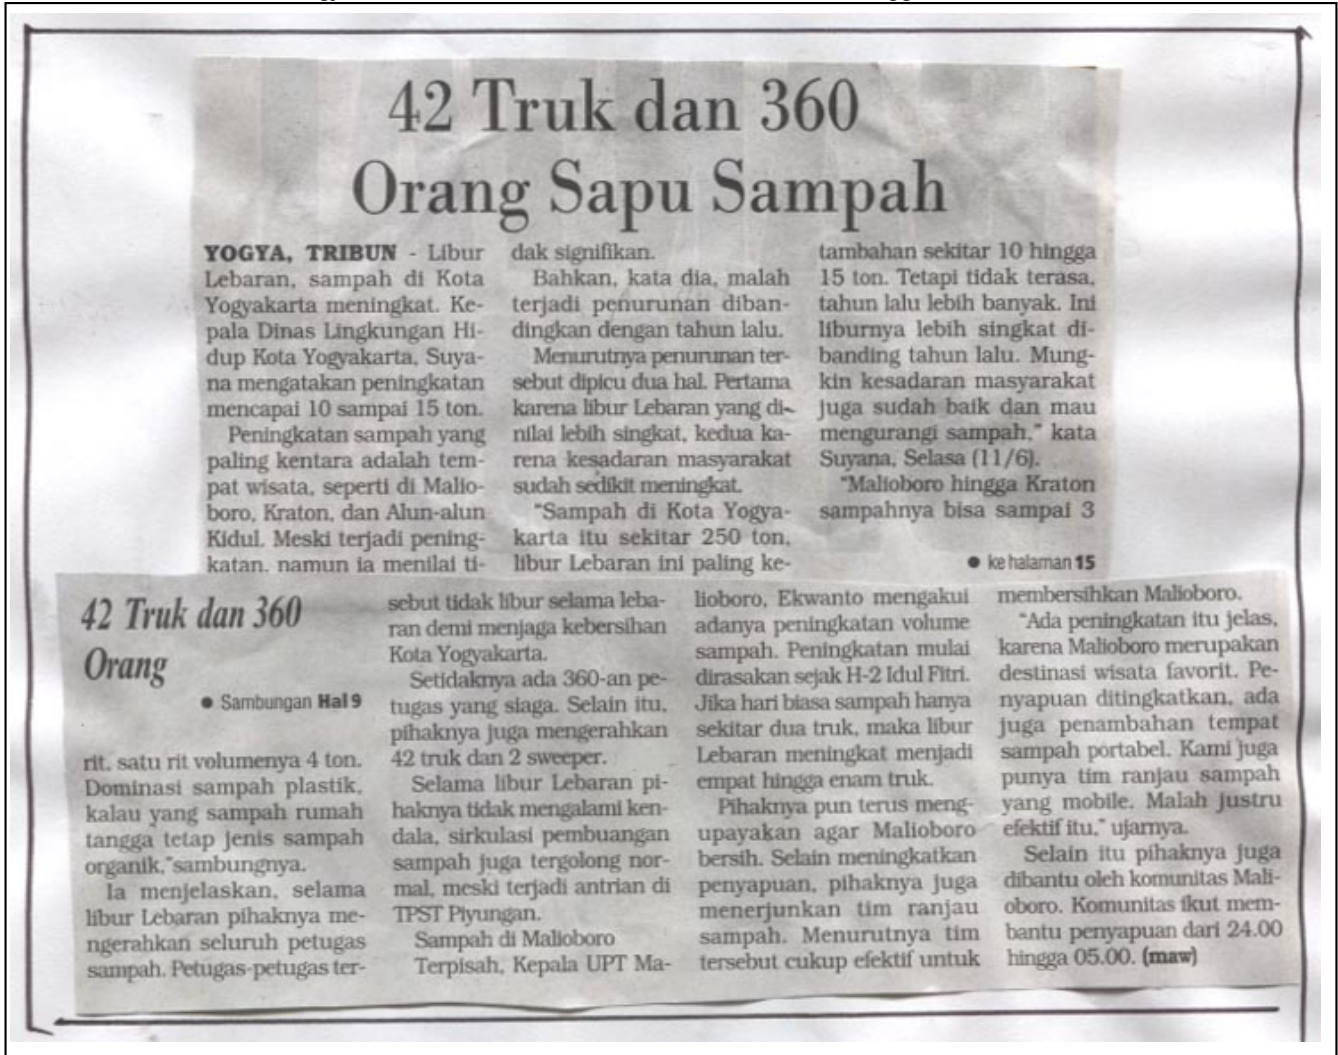 42 Truk dan 360
Orang Sapu Sampah
YOGYA, TRIBUN - Libur
Lebaran, sampah di Kota
Yogyakarta meningkat. Ke-
pala Dinas Lingkungan Hi-
dup Kota Yogyakarta, Suya-
na mengatakan peningkatan
mencapai 10 sampai 15 ton.
Peningkatan sampah yang
paling kentara adalah tem-
pat wisata, seperti di Malio-
boro, Kraton, dan Alun-alun
Kidul. Meski terjadi pening-
katan, namun ia menilai ti-
dak signifikan.
Bahkan, kata dia, malah
terjadi penurunan diban-
dingkan dengan tahun lalu.
Menurutnya penurunan ter-
sebut dipicu dua hal. Pertama
karena libur Lebaran yang di-
nilai lebih singkat, kedua ka-
rena kesadaran masyarakat
sudah sedikit meningkat.
"Sampah di Kota Yogya-
karta itu sekitar 250 ton,
libur Lebaran ini paling ke-
tambahan sekitar 10 hingga
15 ton. Tetapi tidak terasa,
tahun lalu lebih banyak. Ini
liburnya lebih singkat di-
banding tahun lalu. Mung-
kin kesadaran masyarakat
juga sudah baik dan mau
mengurangi sampah," kata
Suyana, Selasa (11/6).
"Malioboro hingga Kraton
sampahnya bisa sampai 3
● ke halaman 15
42 Truk dan 360
Orang
● Sambungan Hal 9
rit, satu rit volumenya 4 ton.
Dominasi sampah plastik,
kalau yang sampah rumah
tangga tetap jenis sampah
organik,"sambungnya.
Ia menjelaskan, selama
libur Lebaran pihaknya me-
ngerahkan seluruh petugas
sampah. Petugas-petugas ter-
sebut tidak libur selama leba-
ran demi menjaga kebersihan
Kota Yogyakarta.
Setidaknya ada 360-an pe-
tugas yang siaga. Selain itu,
pihaknya juga mengerahkan
42 truk dan 2 sweeper.
Selama libur Lebaran pi-
haknya tidak mengalami ken-
dala, sirkulasi pembuangan
sampah juga tergolong nor-
mal, meski terjadi antrian di
TPST Piyungan.
Sampah di Malioboro
Terpisah, Kepala UPT Ma-
lioboro, Ekwanto mengakui
adanya peningkatan volume
sampah. Peningkatan mulai
dirasakan sejak H-2 Idul Fitri.
Jika hari biasa sampah hanya
sekitar dua truk, maka libur
Lebaran meningkat menjadi
empat hingga enam truk.
Pihaknya pun terus meng-
upayakan agar Malioboro
bersih. Selain meningkatkan
penyapuan, pihaknya juga
menerjunkan tim ranjau
sampah. Menurutnya tim
tersebut cukup efektif untuk
membersihkan Malioboro.
"Ada peningkatan itu jelas,
karena Malioboro merupakan
destinasi wisata favorit. Pe-
nyapuan ditingkatkan, ada
juga penambahan tempat
sampah portabel. Kami juga
punya tim ranjau sampah
yang mobile. Malah justru
efektif itu," ujarnya.
Selain itu pihaknya juga
dibantu oleh komunitas Mali-
oboro. Komunitas ikut mem-
bantu penyapuan dari 24.00
hingga 05.00. (maw)